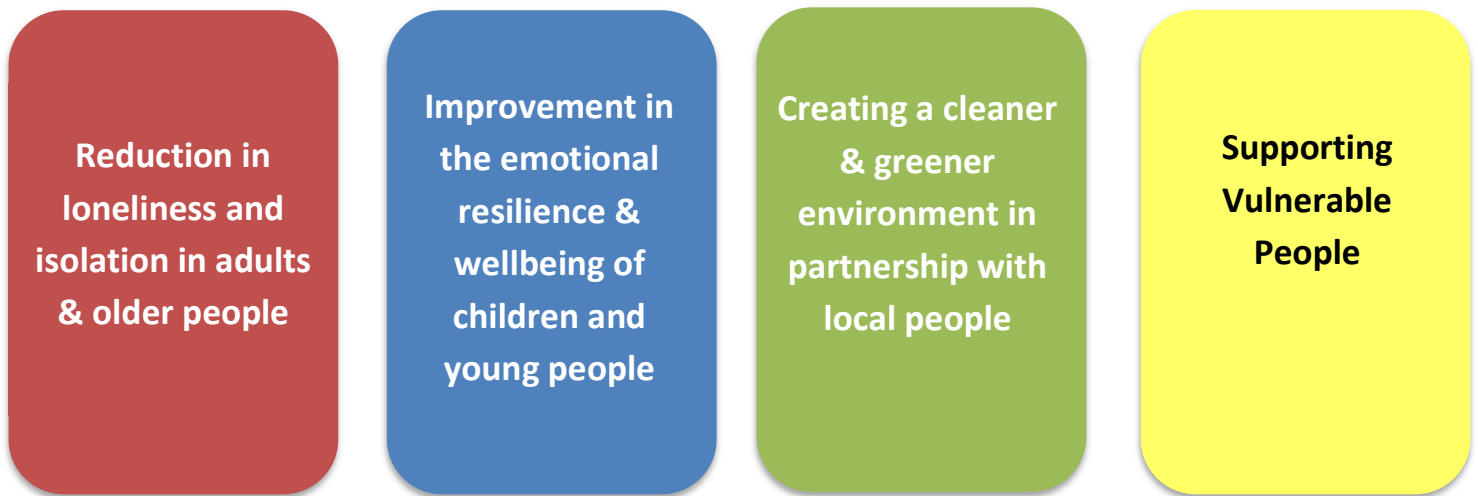 Reduction in
loneliness and
isolation in adults
& older people
Improvement in
the emotional
resilience &
wellbeing of
children and
young people
Creating a cleaner
& greener
environment in
partnership with
local people
Supporting
Vulnerable
People